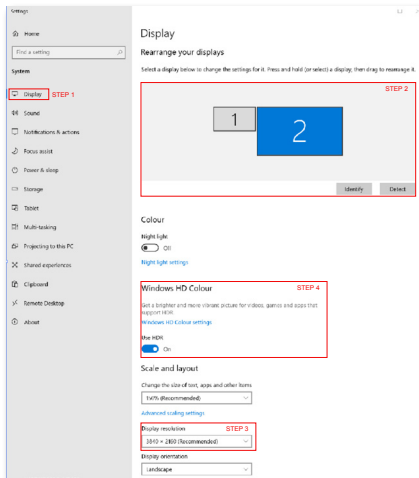 Settings
Home
Find a setting
System
Display
STEP 1
Sound
Notifications & actions
Focus assist
Power & sleep
Storage
Tablet
Multi-tasking
Projecting to this PC
Shared experiences
Clipboard
Remote Desktop
About
Display
Rearrange your displays
Select a display below to change the settings for it. Press and hold (or select) a display, then drag to rearrange it.
STEP 2
1
2
Identify
Detect
Colour
Night light
Off
Night light settings
Windows HD Colour
STEP 4
Get a brighter and more vibrant picture for videos, games and apps that
support HDR.
Windows HD Colour settings
Use HDR
On
Scale and layout
Change the size of text, apps and other items
150% (Recommended)
Advanced scaling settings
Display resolution
STEP 3
3840 × 2160 (Recommended)
Display orientation
Landscape